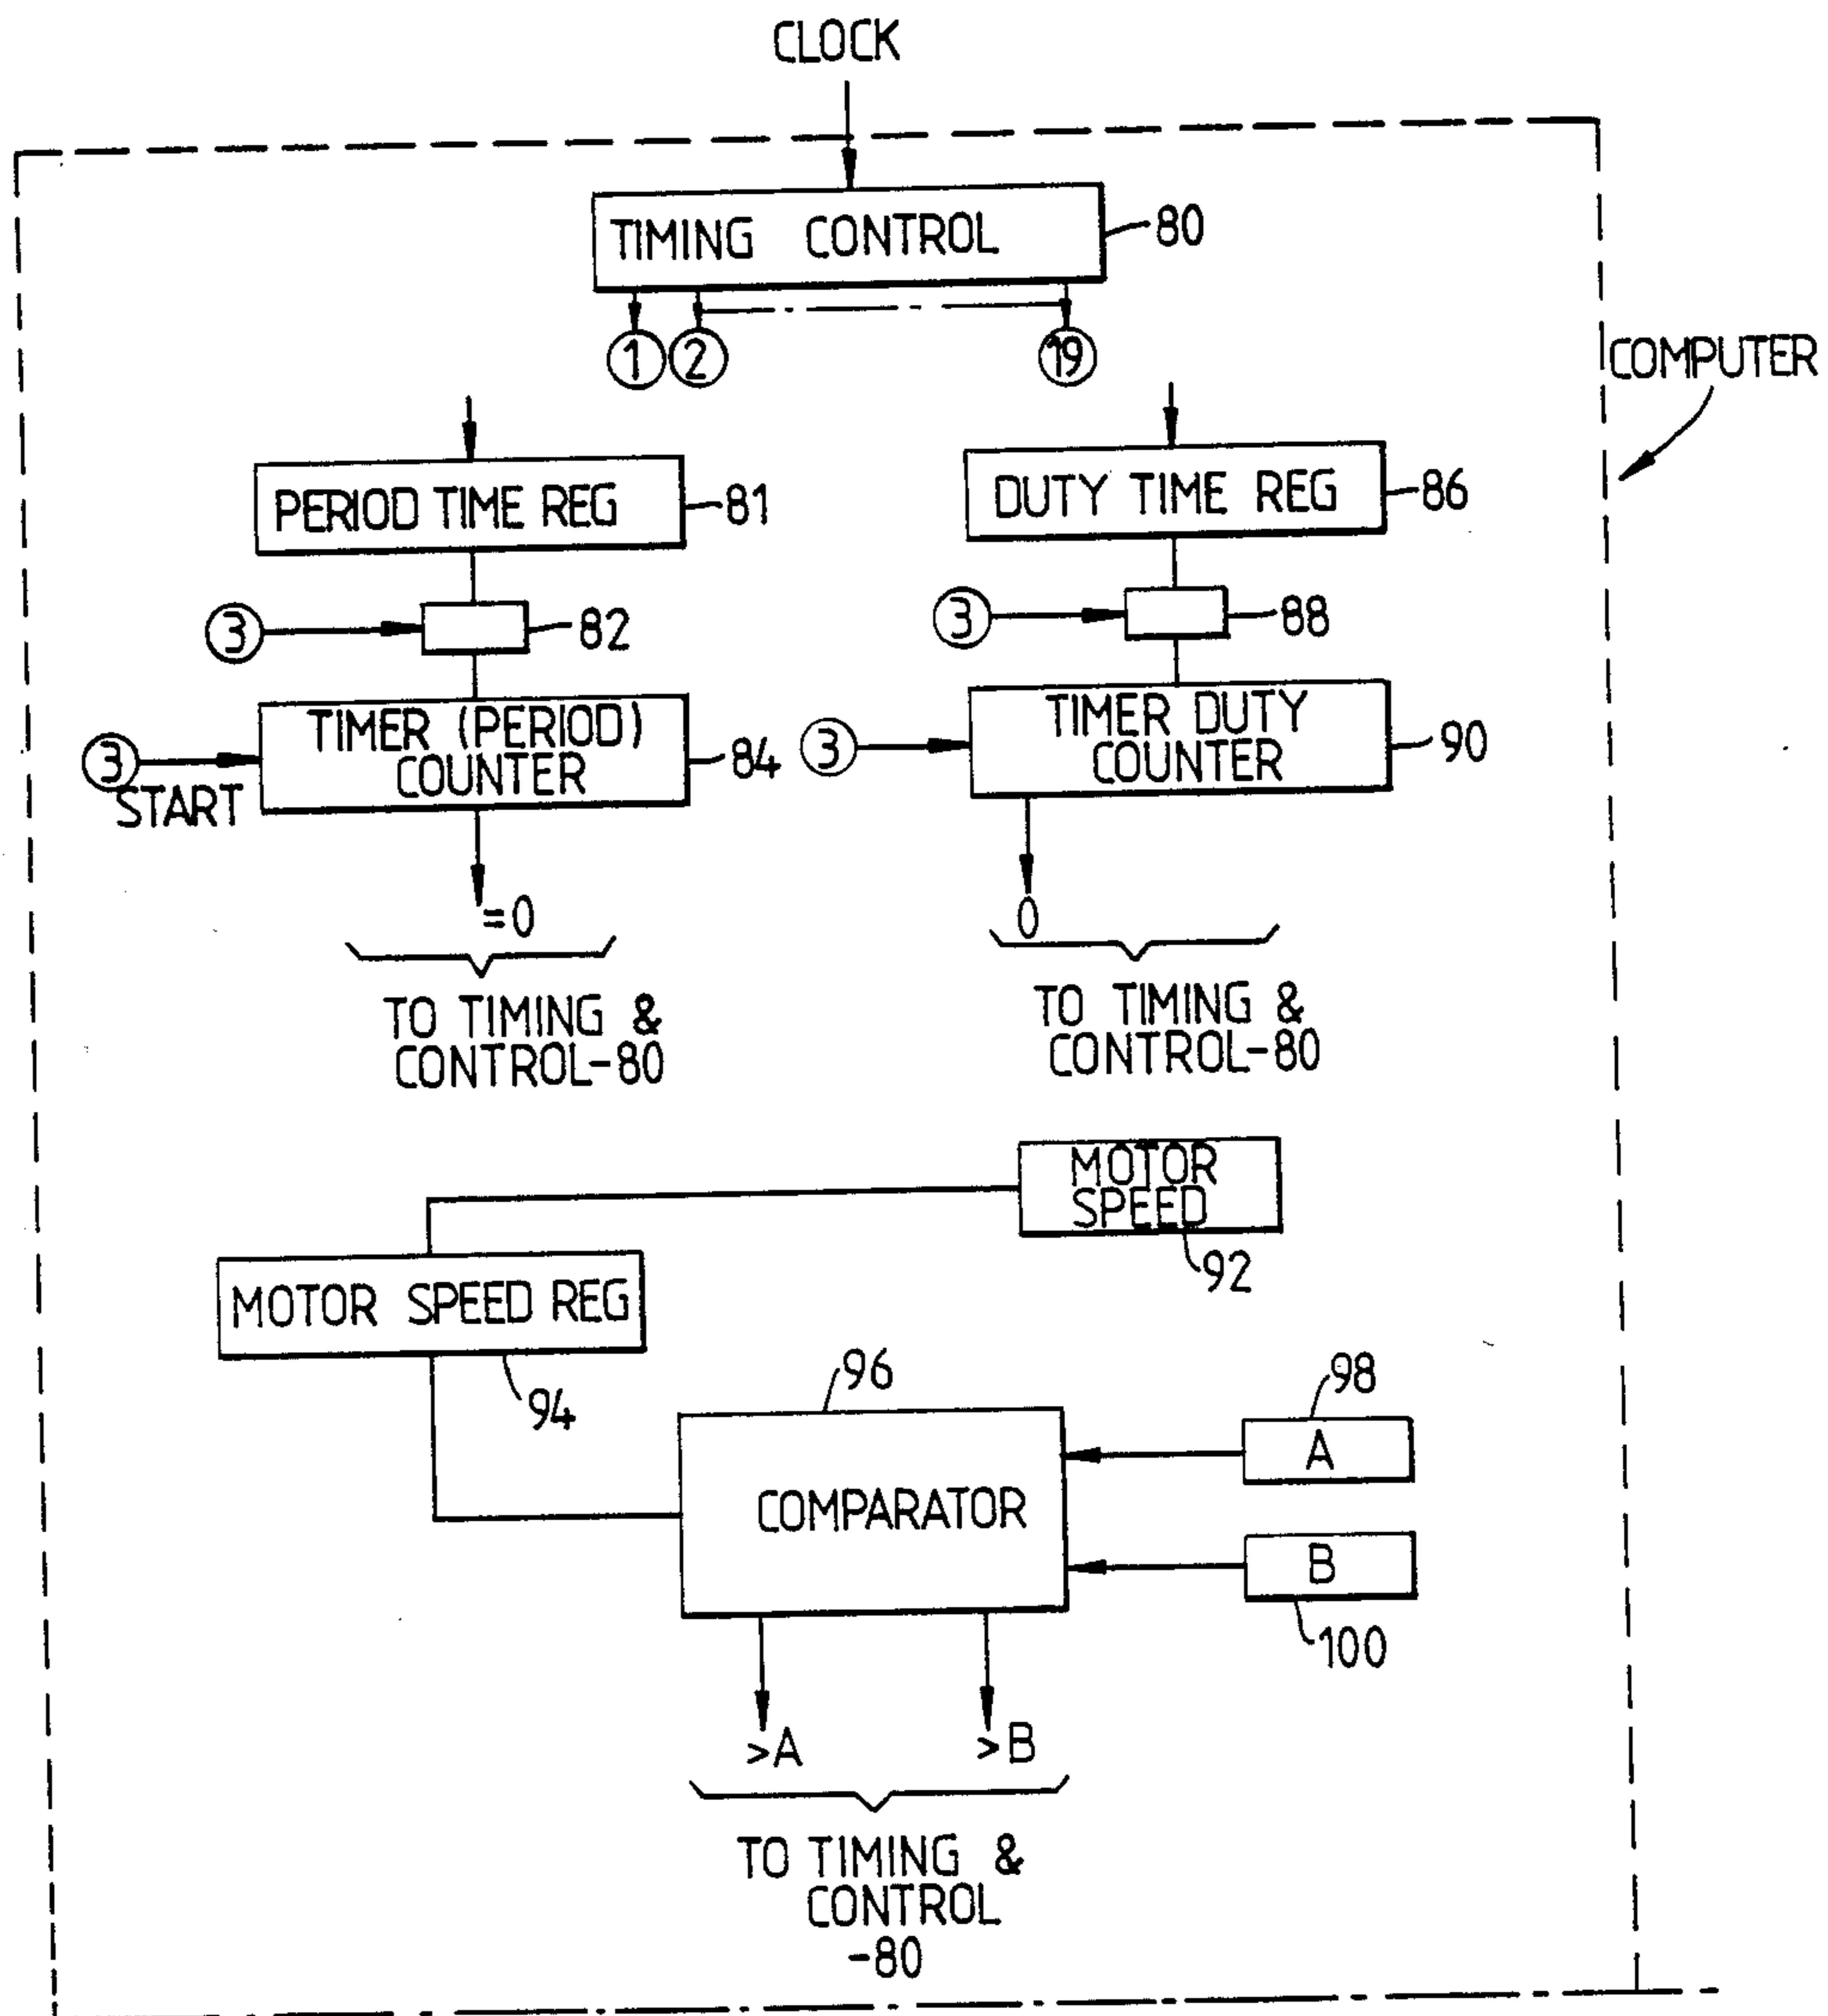 CLOCK
TIMING CONTROL
80
1 2 19
COMPUTER
PERIOD TIME REG
81
DUTY TIME REG
86
3
82
3
88
3
START
TIMER (PERIOD)
COUNTER
84
3
TIMER DUTY
COUNTER
90
=0
TO TIMING &
CONTROL-80
0
TO TIMING &
CONTROL-80
MOTOR
SPEED
92
MOTOR SPEED REG
94
96
COMPARATOR
98
A
B
100
>A >B
TO TIMING &
CONTROL
-80